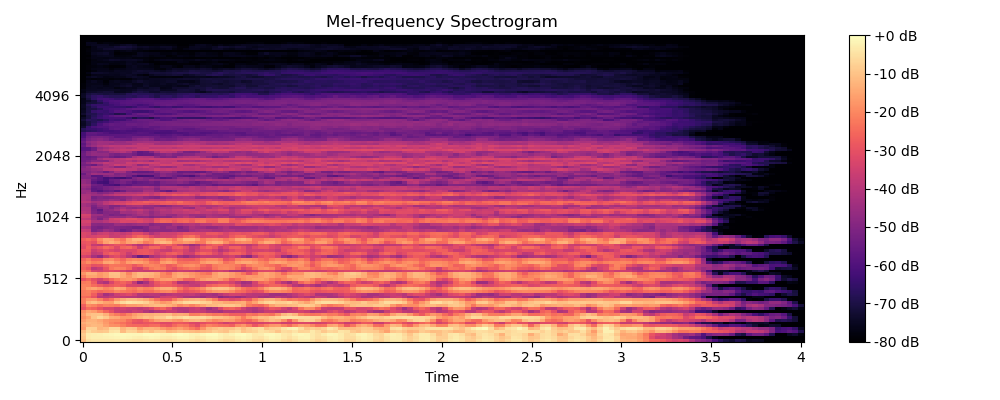 Mel-frequency Spectrogram
Hz
4096
2048
1024
512
0
0
0.5
1
1.5
2
2.5
3
3.5
4
Time
+0 dB
-10 dB
-20 dB
-30 dB
-40 dB
-50 dB
-60 dB
-70 dB
-80 dB